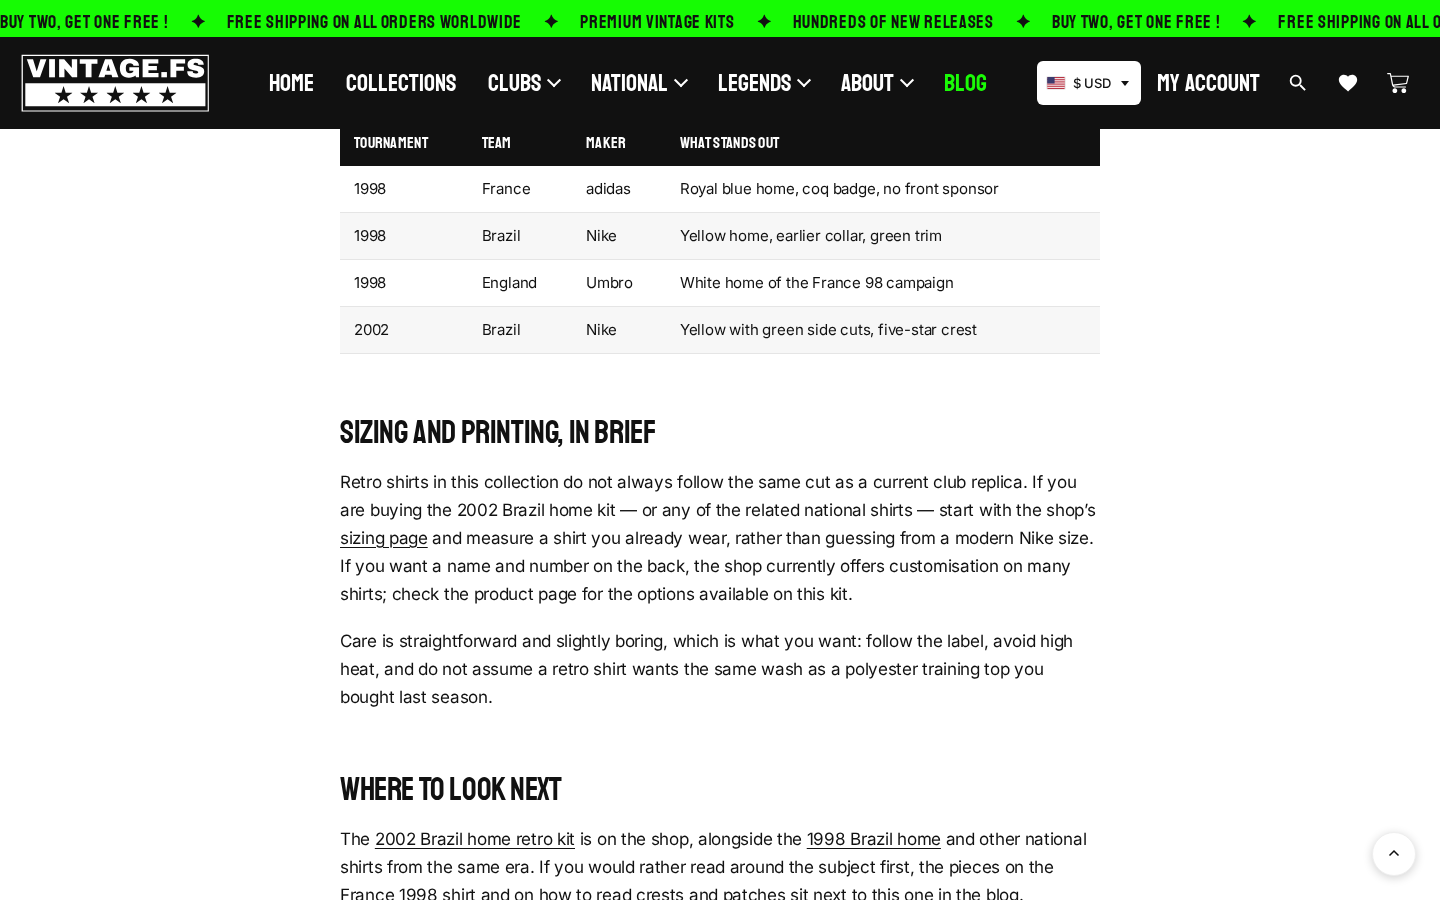 BUY TWO, GET ONE FREE ! ✦ FREE SHIPPING ON ALL ORDERS WORLDWIDE ✦ PREMIUM VINTAGE KITS ✦ HUNDREDS OF NEW RELEASES ✦ BUY TWO, GET ONE FREE ! ✦ FREE SHIPPING ON ALL O
VINTAGE.FS
HOME COLLECTIONS CLUBS NATIONAL LEGENDS ABOUT BLOG $ USD MY ACCOUNT
TOURNAMENT TEAM MAKER WHAT STANDS OUT
1998 France adidas Royal blue home, coq badge, no front sponsor
1998 Brazil Nike Yellow home, earlier collar, green trim
1998 England Umbro White home of the France 98 campaign
2002 Brazil Nike Yellow with green side cuts, five-star crest
SIZING AND PRINTING, IN BRIEF
Retro shirts in this collection do not always follow the same cut as a current club replica. If you
are buying the 2002 Brazil home kit — or any of the related national shirts — start with the shop’s
sizing page and measure a shirt you already wear, rather than guessing from a modern Nike size.
If you want a name and number on the back, the shop currently offers customisation on many
shirts; check the product page for the options available on this kit.
Care is straightforward and slightly boring, which is what you want: follow the label, avoid high
heat, and do not assume a retro shirt wants the same wash as a polyester training top you
bought last season.
WHERE TO LOOK NEXT
The 2002 Brazil home retro kit is on the shop, alongside the 1998 Brazil home and other national
shirts from the same era. If you would rather read around the subject first, the pieces on the
France 1998 shirt and on how to read crests and patches sit next to this one in the blog.